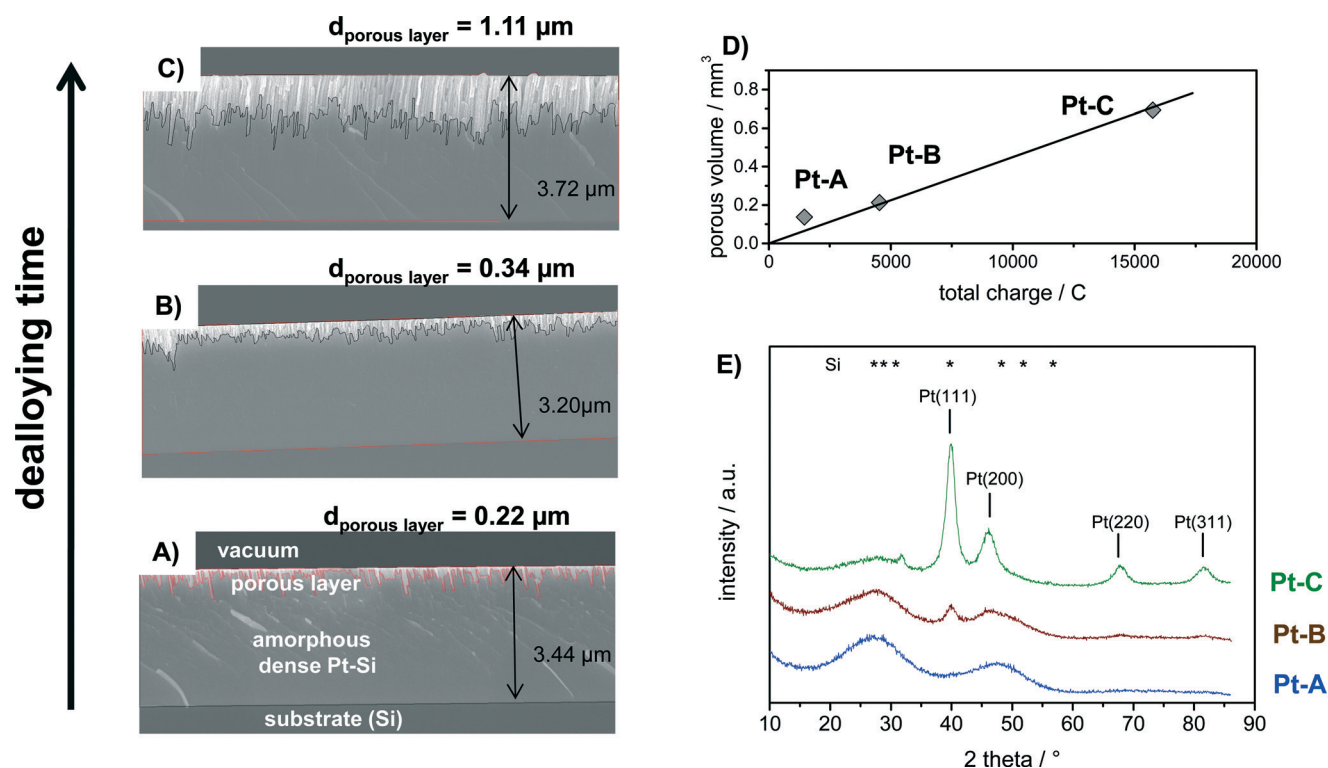 dealloying time
d porous layer = 1.11 µm
C)
3.72 µm
d porous layer = 0.34 µm
B)
3.20µm
d porous layer = 0.22 µm
A)
vacuum
porous layer
amorphous
dense Pt-Si
3.44 µm
substrate (Si)
D)
porous volume / mm³
0.8
0.6
0.4
0.2
0.0
Pt-A
Pt-B
Pt-C
0 5000 10000 15000 20000
total charge / C
E)
Si ** * * * * *
Pt(111)
Pt(200)
Pt(220)
Pt(311)
intensity / a.u.
Pt-C
Pt-B
Pt-A
10 20 30 40 50 60 70 80 90
2 theta / °